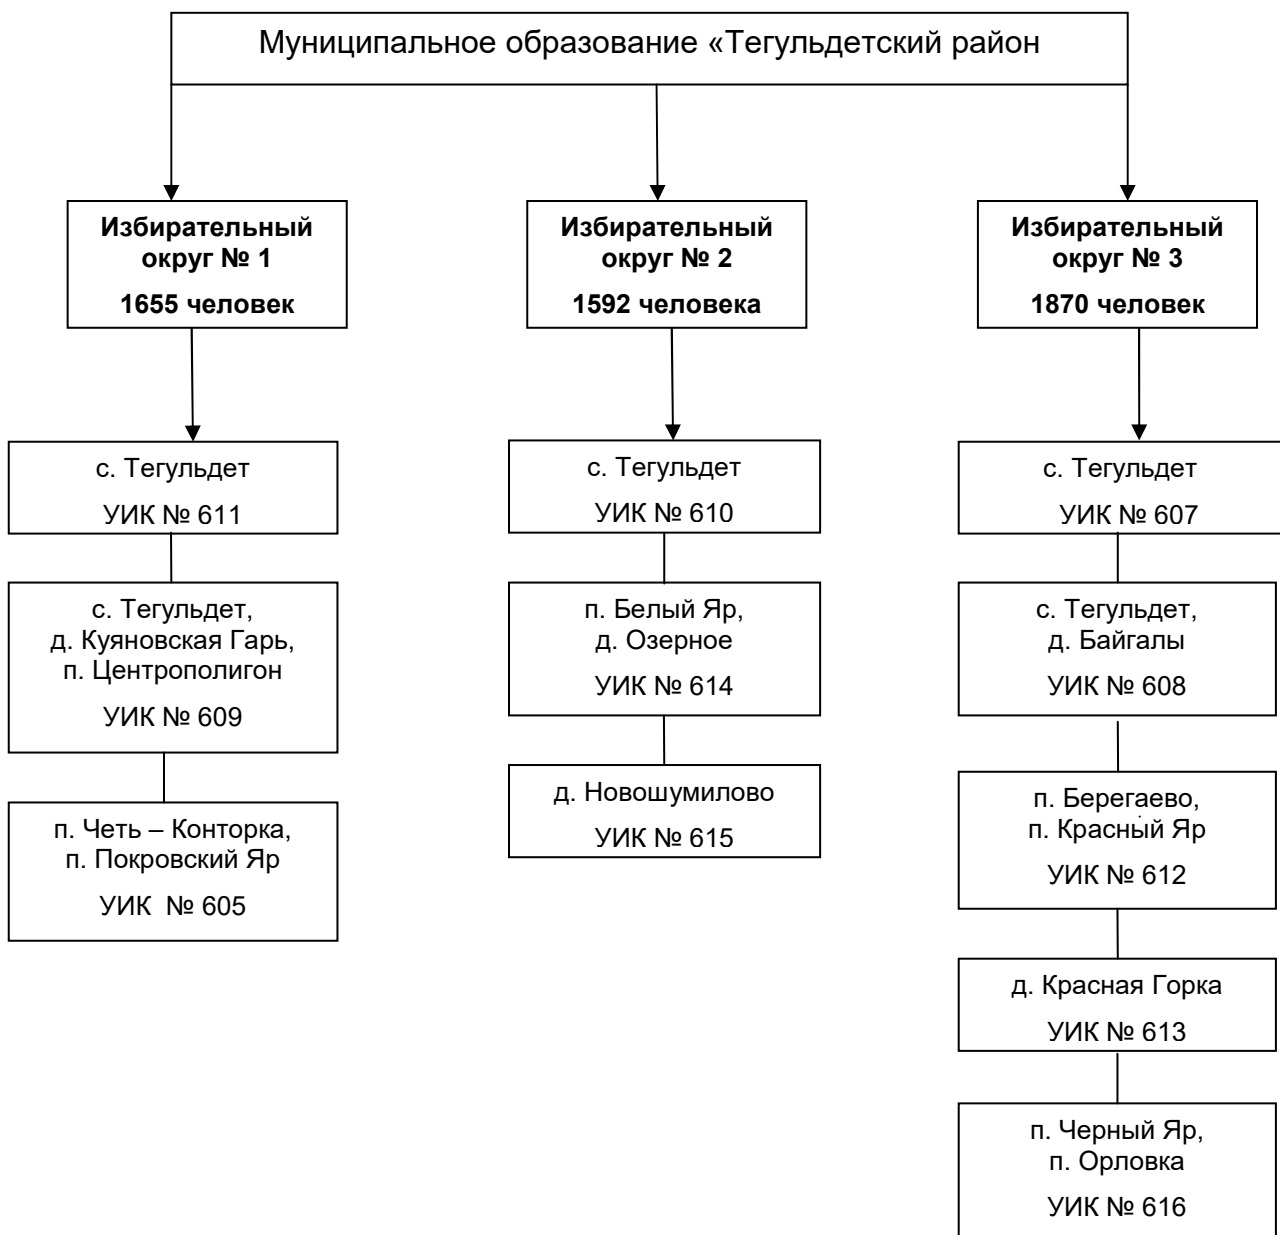 Муниципальное образование «Тегульдетский район
Избирательный
округ № 1
1655 человек
Избирательный
округ № 2
1592 человека
Избирательный
округ № 3
1870 человек
с. Тегульдет
УИК № 611
с. Тегульдет,
д. Куяновская Гарь,
п. Центрополигон
УИК № 609
п. Четь – Конторка,
п. Покровский Яр
УИК № 605
с. Тегульдет
УИК № 610
п. Белый Яр,
д. Озерное
УИК № 614
д. Новошумилово
УИК № 615
с. Тегульдет
УИК № 607
с. Тегульдет,
д. Байгалы
УИК № 608
п. Берегаево,
п. Красный Яр
УИК № 612
д. Красная Горка
УИК № 613
п. Черный Яр,
п. Орловка
УИК № 616